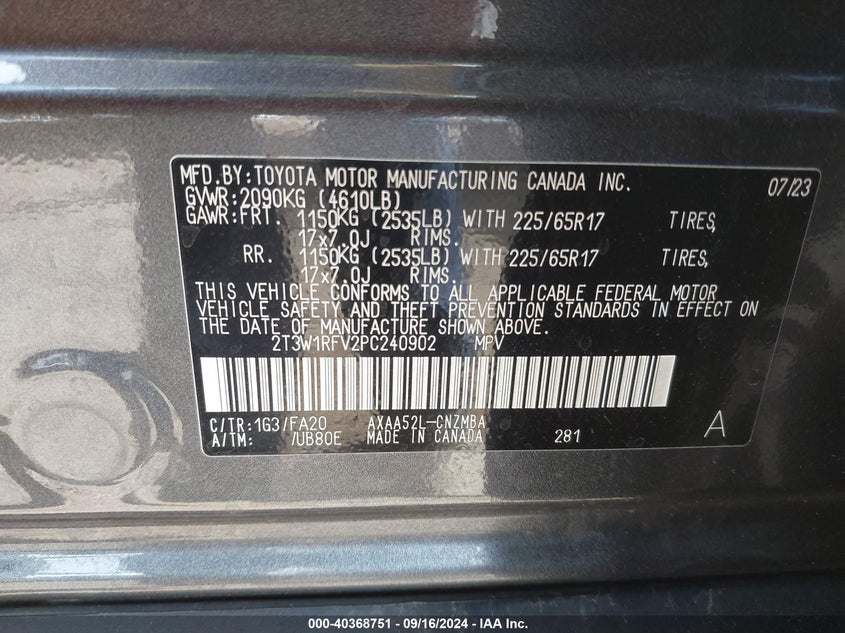 MFD.BY:TOYOTA MOTOR MANUFACTURING CANADA INC. 07/23
GVWR:2090KG (4610LB)
GAWR:FRT. 1150KG (2535LB) WITH 225/65R17 TIRES,
17x7.0J RIMS.
RR. 1150KG (2535LB) WITH 225/65R17 TIRES,
17x7.0J RIMS.
THIS VEHICLE CONFORMS TO ALL APPLICABLE FEDERAL MOTOR
VEHICLE SAFETY AND THEFT PREVENTION STANDARDS IN EFFECT ON
THE DATE OF MANUFACTURE SHOWN ABOVE.
2T3W1RFV2PC240902 MPV
C/TR:1G3/FA20 AXAA52L-CNZMBA
A/TM: /UB80E MADE IN CANADA 281 A
000-40368751 - 09/16/2024 - IAA Inc.